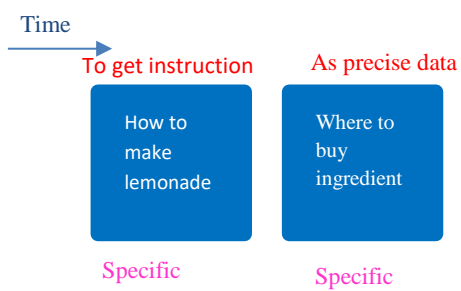 Time
To get instruction
As precise data
How to
make
lemonade
Where to
buy
ingredient
Specific
Specific